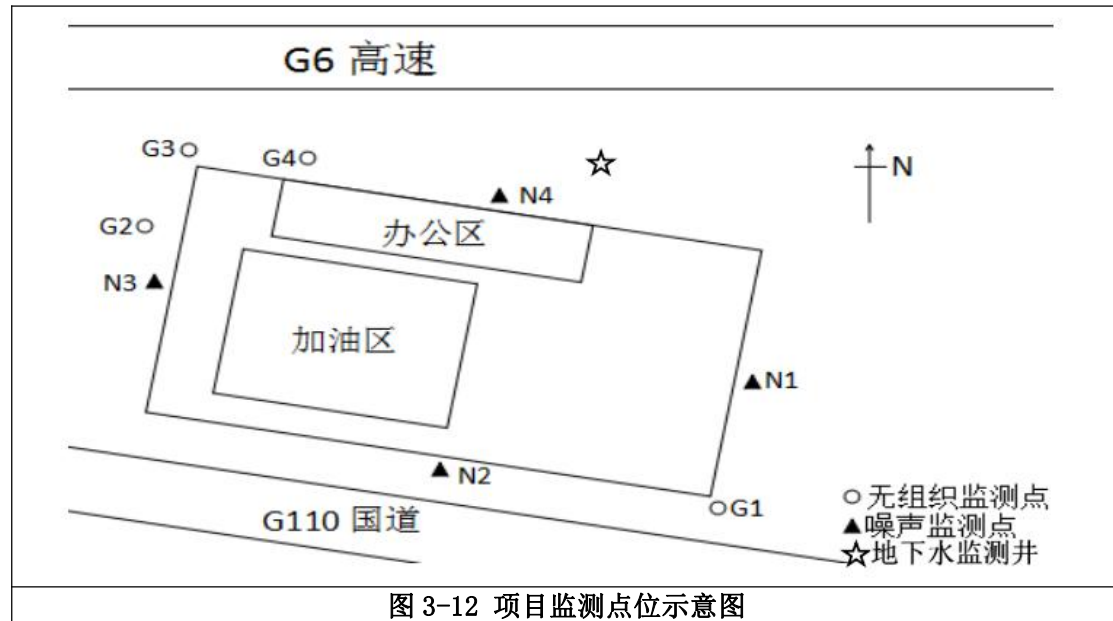 G6 高速
G3
G4
N
N4
G2
办公区
N3
加油区
N1
N2
G1
G110 国道
无组织监测点
噪声监测点
地下水监测井
图 3-12 项目监测点位示意图